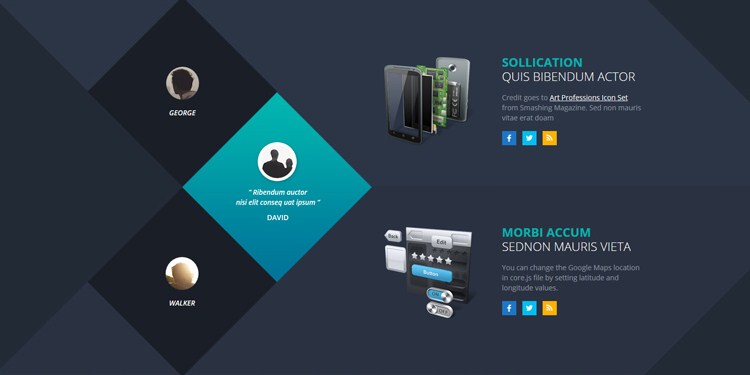 GEORGE
" Ribendum auctor
nisi elit conseq uat ipsum "
DAVID
WALKER
SOLLICATION
QUIS BIBENDUM ACTOR
Credit goes to Art Professions Icon Set
from Smashing Magazine. Sed non mauris
vitae erat doam
Back
Edit
Button
ON
OFF
MORBI ACCUM
SEDNON MAURIS VIETA
You can change the Google Maps location
in core.js file by setting latitude and
longitude values.